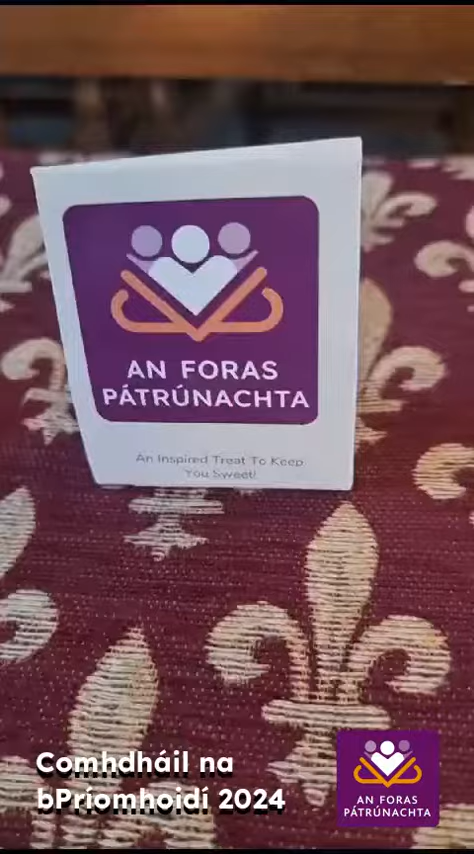 AN FORAS
PÁTRÚNACHTA
An Inspired Treat To Keep
You Sweet!
Comhdháil na
bPríomhoidí 2024
AN FORAS
PÁTRÚNACHTA